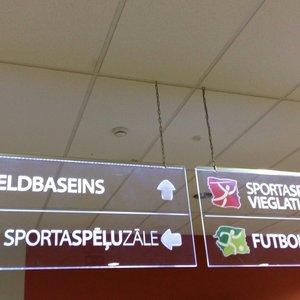 ELDBASEINS
SPORTASPĒĻUZĀLE
SPORTASP
VIEGLATL
FUTBO